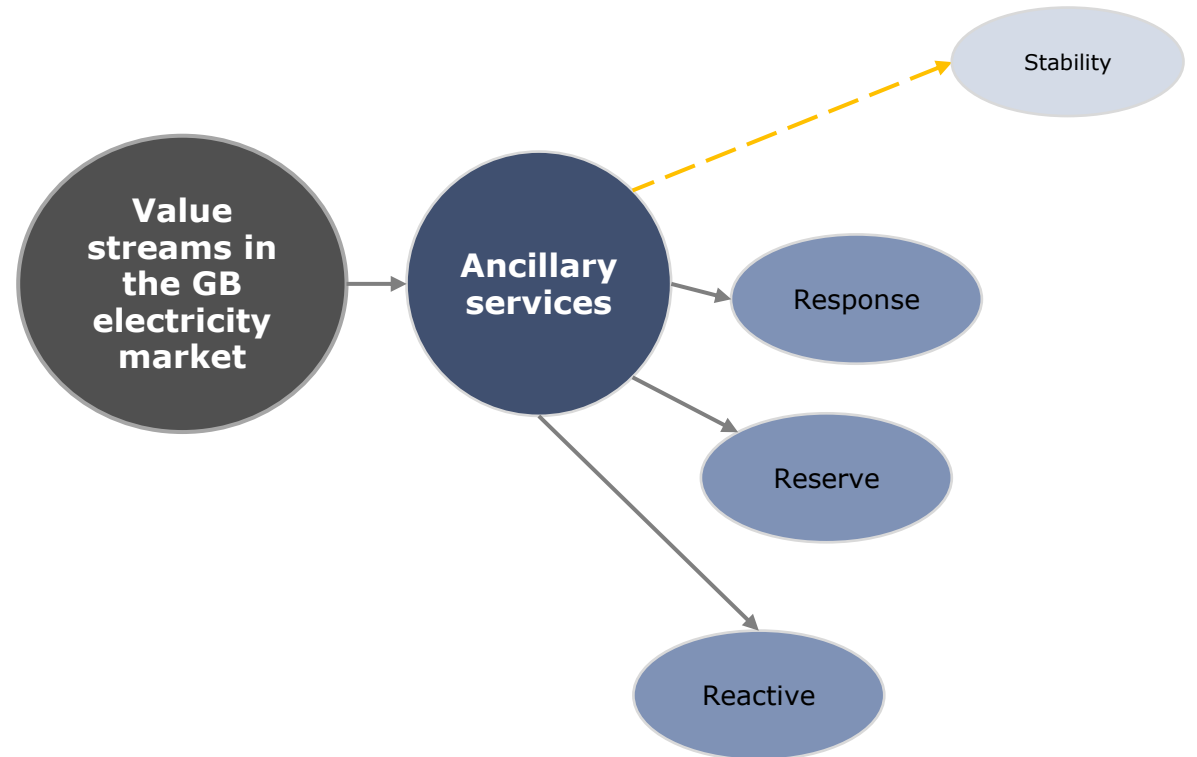 Stability
Value
streams in
the GB
electricity
market
Ancillary
services
Response
Reserve
Reactive